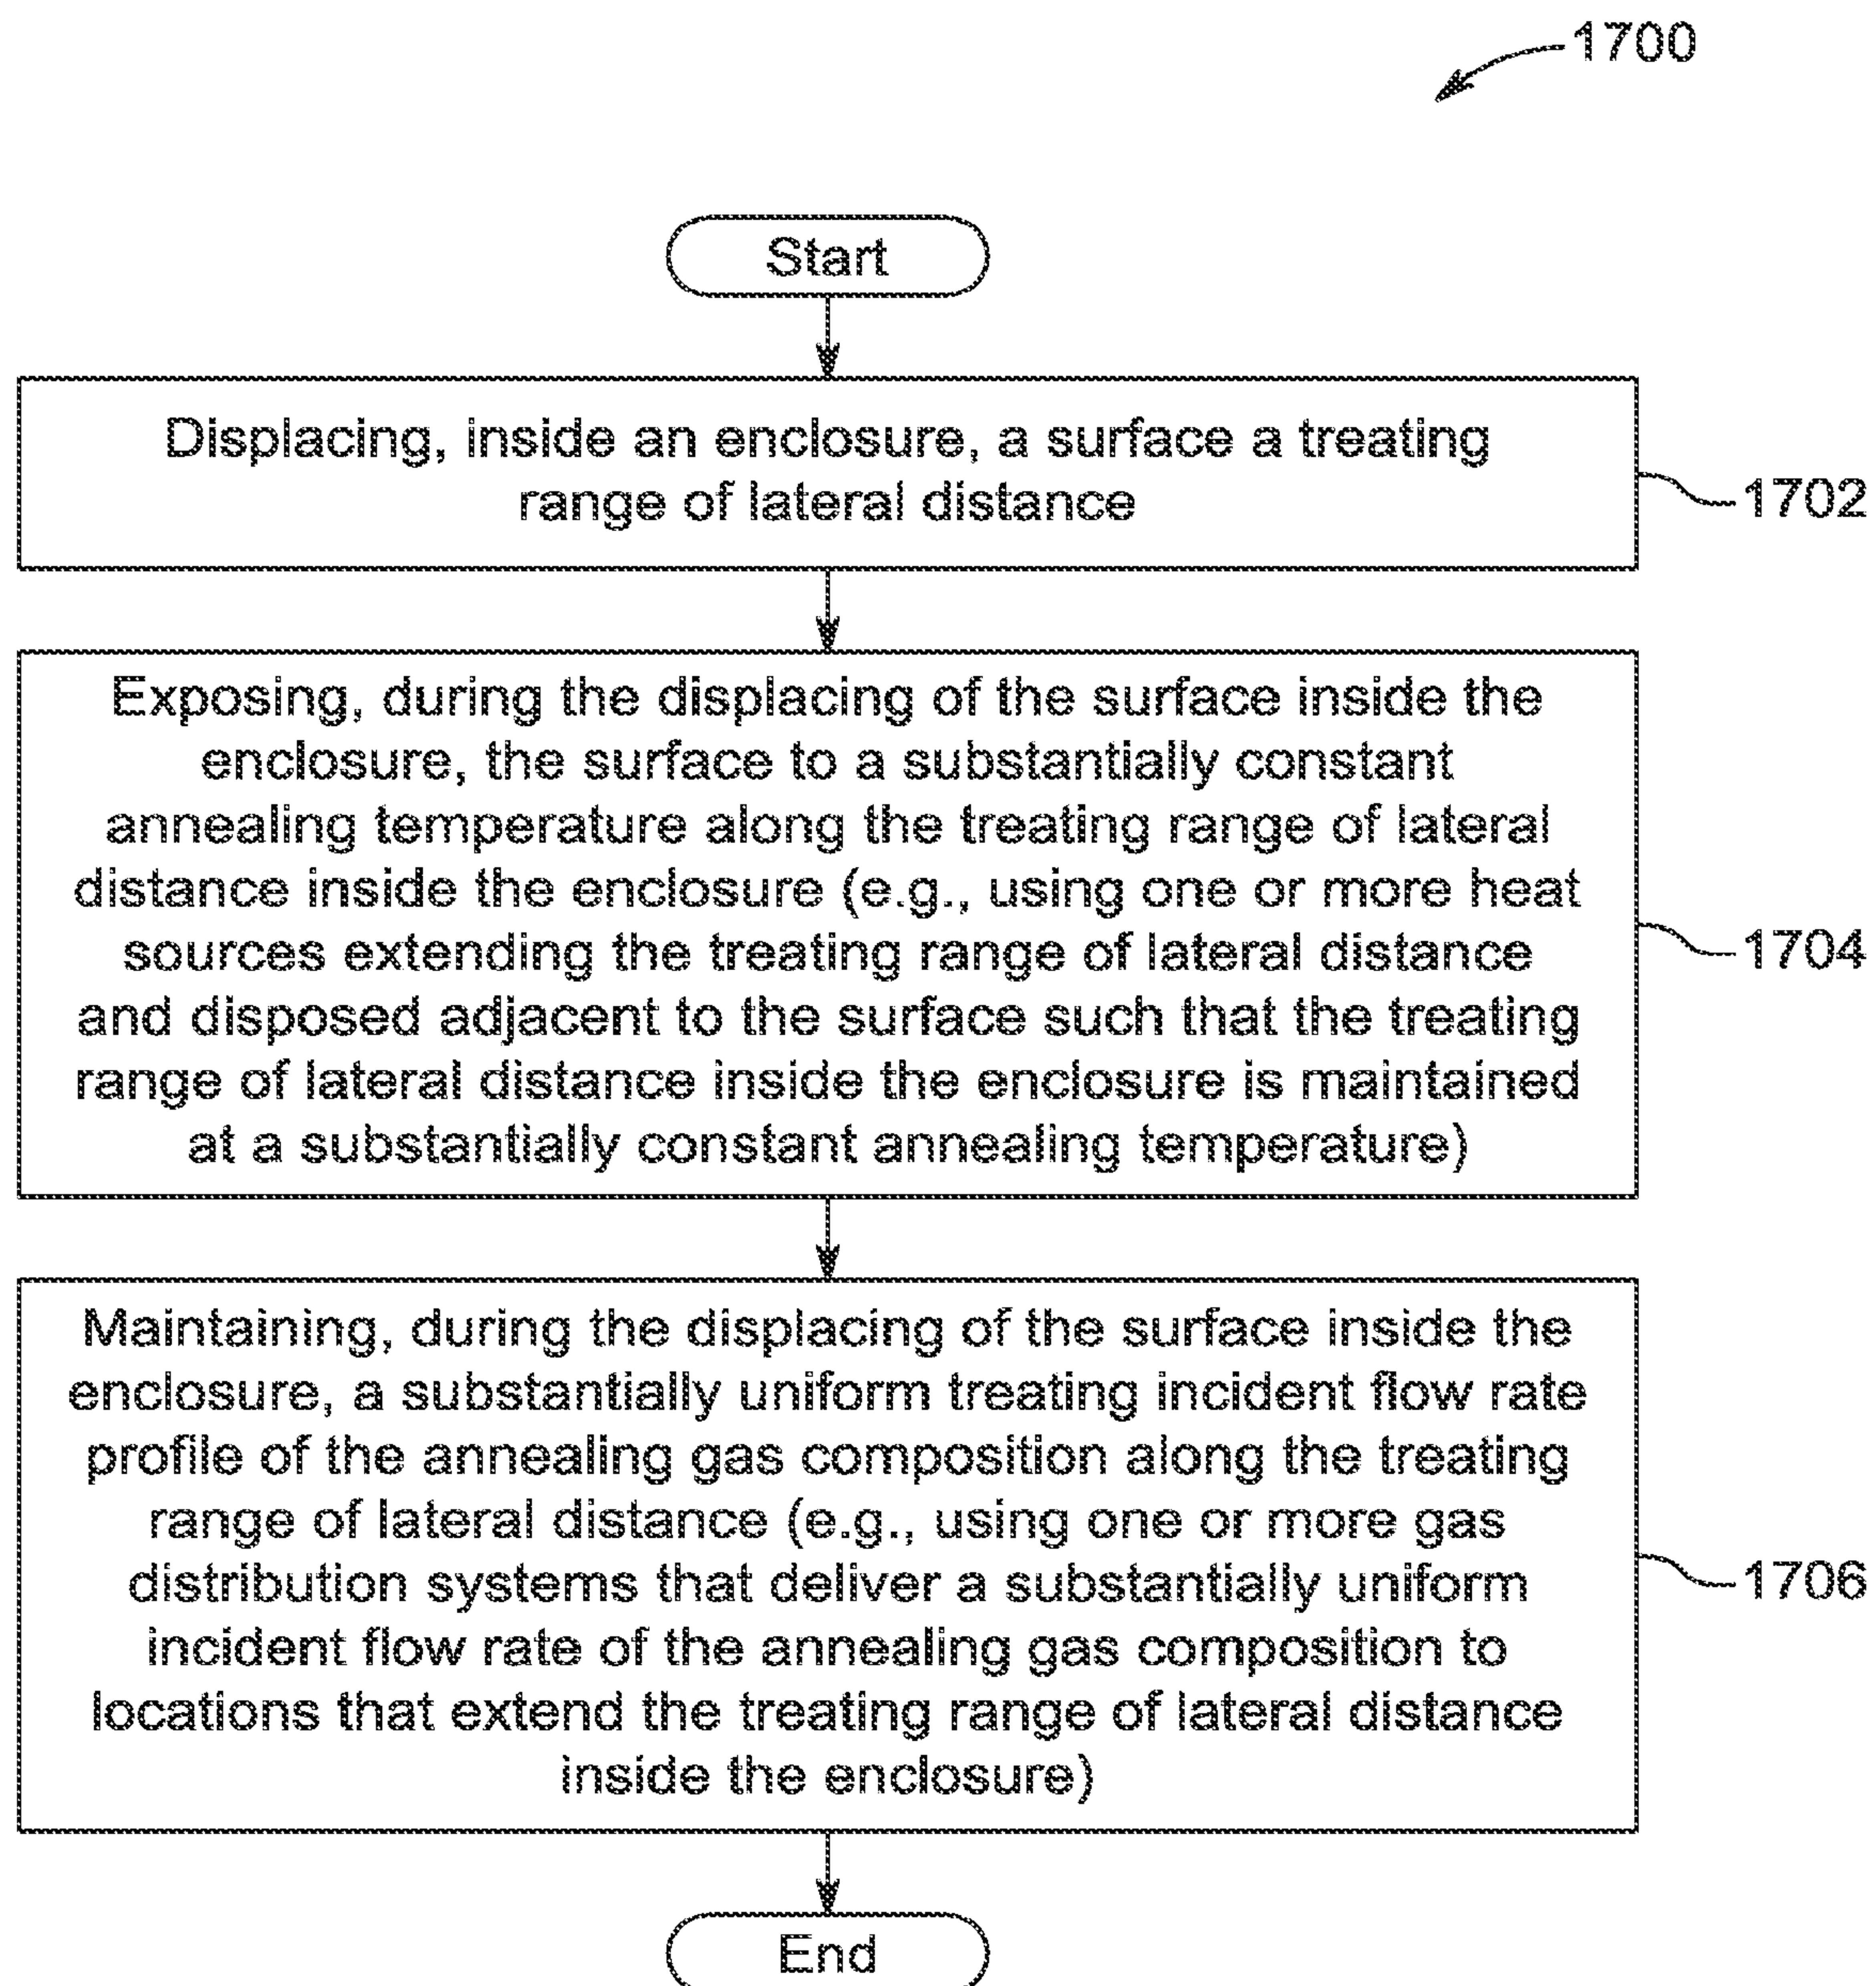 1700
Start
Displacing, inside an enclosure, a surface a treating
range of lateral distance
1702
Exposing, during the displacing of the surface inside the
enclosure, the surface to a substantially constant
annealing temperature along the treating range of lateral
distance inside the enclosure (e.g., using one or more heat
sources extending the treating range of lateral distance
and disposed adjacent to the surface such that the treating
range of lateral distance inside the enclosure is maintained
at a substantially constant annealing temperature)
1704
Maintaining, during the displacing of the surface inside the
enclosure, a substantially uniform treating incident flow rate
profile of the annealing gas composition along the treating
range of lateral distance (e.g., using one or more gas
distribution systems that deliver a substantially uniform
incident flow rate of the annealing gas composition to
locations that extend the treating range of lateral distance
inside the enclosure)
1706
End